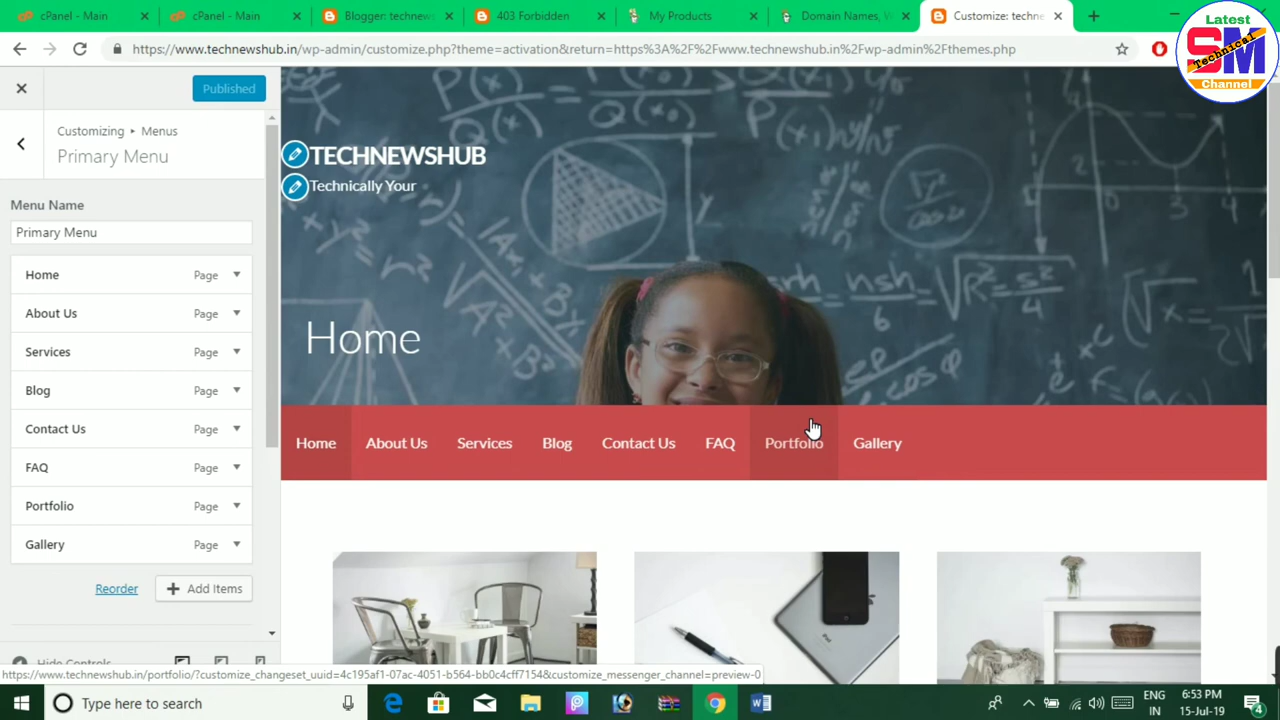 cPanel - Main
cPanel - Main
Blogger: technews
403 Forbidden
My Products
Domain Names, W
Customize: techne
https://www.technewshub.in/wp-admin/customize.php?theme=activation&return=https%3A%2F%2Fwww.technewshub.in%2Fwp-admin%2Fthemes.php
Latest
SM
Technical
Channel
Published
Customizing ▸ Menus
Primary Menu
Menu Name
Primary Menu
Home Page
About Us Page
Services Page
Blog Page
Contact Us Page
FAQ Page
Portfolio Page
Gallery Page
Reorder
+ Add Items
Hide Controls
TECHNEWSHUB
Technically Your
Home
Home About Us Services Blog Contact Us FAQ Portfolio Gallery
https://www.technewshub.in/portfolio/?customize_changeset_uuid=4c195af1-07ac-4051-b564-bb0c4cff7154&customize_messenger_channel=preview-0
Type here to search
ENG
IN
6:53 PM
15-Jul-19
4